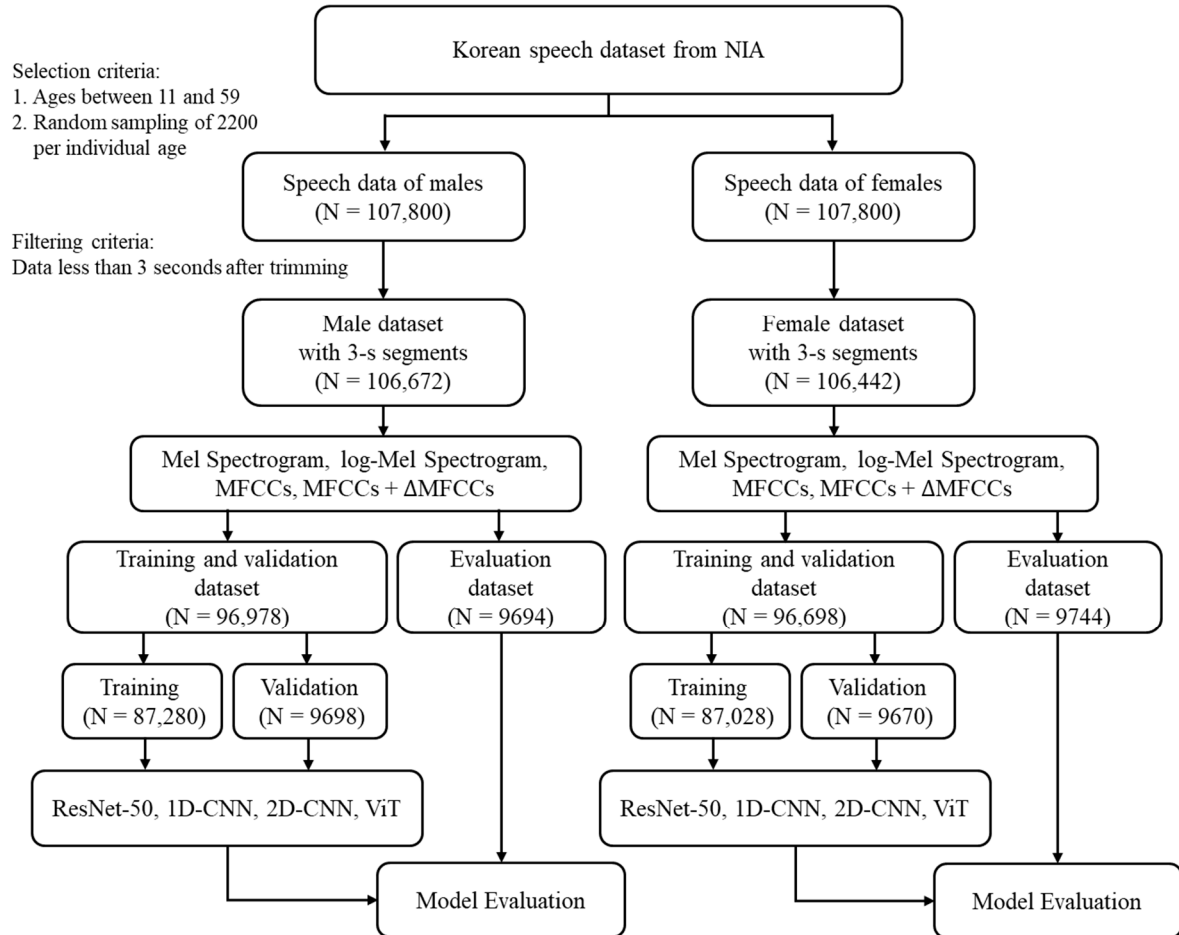 Korean speech dataset from NIA
Selection criteria:
1. Ages between 11 and 59
2. Random sampling of 2200
per individual age
Speech data of males
(N = 107,800)
Speech data of females
(N = 107,800)
Filtering criteria:
Data less than 3 seconds after trimming
Male dataset
with 3-s segments
(N = 106,672)
Female dataset
with 3-s segments
(N = 106,442)
Mel Spectrogram, log-Mel Spectrogram,
MFCCs, MFCCs + ΔMFCCs
Mel Spectrogram, log-Mel Spectrogram,
MFCCs, MFCCs + ΔMFCCs
Training and validation
dataset
(N = 96,978)
Evaluation
dataset
(N = 9694)
Training and validation
dataset
(N = 96,698)
Evaluation
dataset
(N = 9744)
Training
(N = 87,280)
Validation
(N = 9698)
Training
(N = 87,028)
Validation
(N = 9670)
ResNet-50, 1D-CNN, 2D-CNN, ViT
ResNet-50, 1D-CNN, 2D-CNN, ViT
Model Evaluation
Model Evaluation